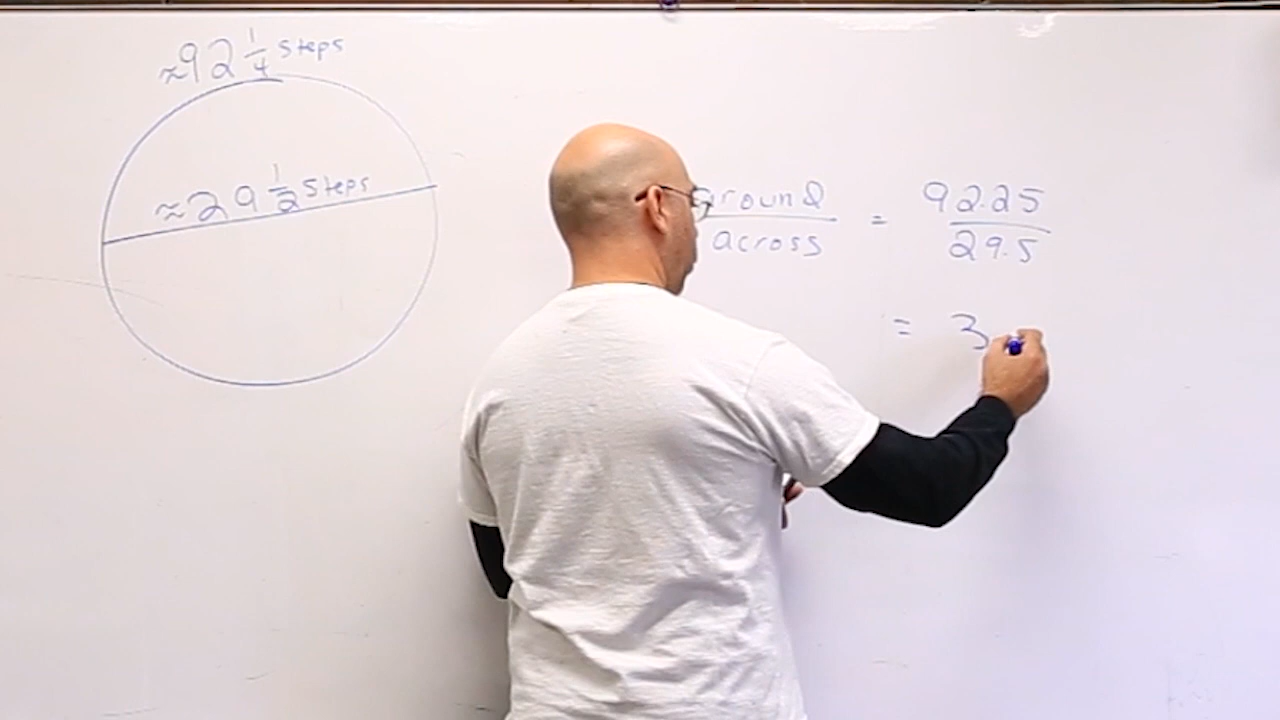 ≈92 1/4 steps
≈29 1/2 steps
around/across = 92.25/29.5
= 3